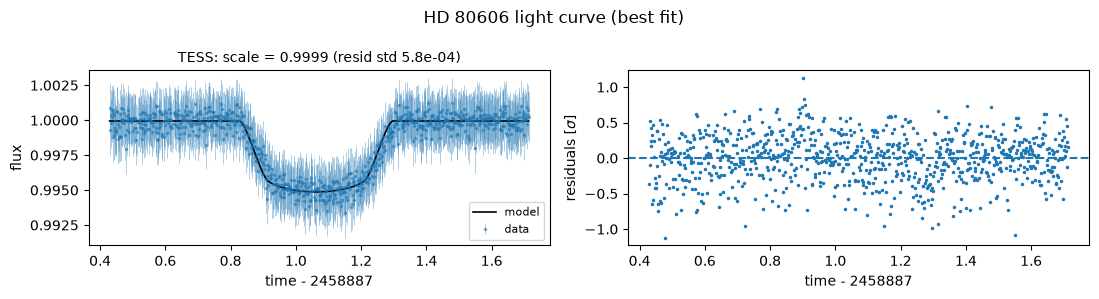 HD 80606 light curve (best fit)
TESS: scale = 0.9999 (resid std 5.8e-04)
flux
1.0025
1.0000
0.9975
0.9950
0.9925
0.4 0.6 0.8 1.0 1.2 1.4 1.6
time - 2458887
model
data
residuals [σ]
1.0
0.5
0.0
−0.5
−1.0
0.4 0.6 0.8 1.0 1.2 1.4 1.6
time - 2458887